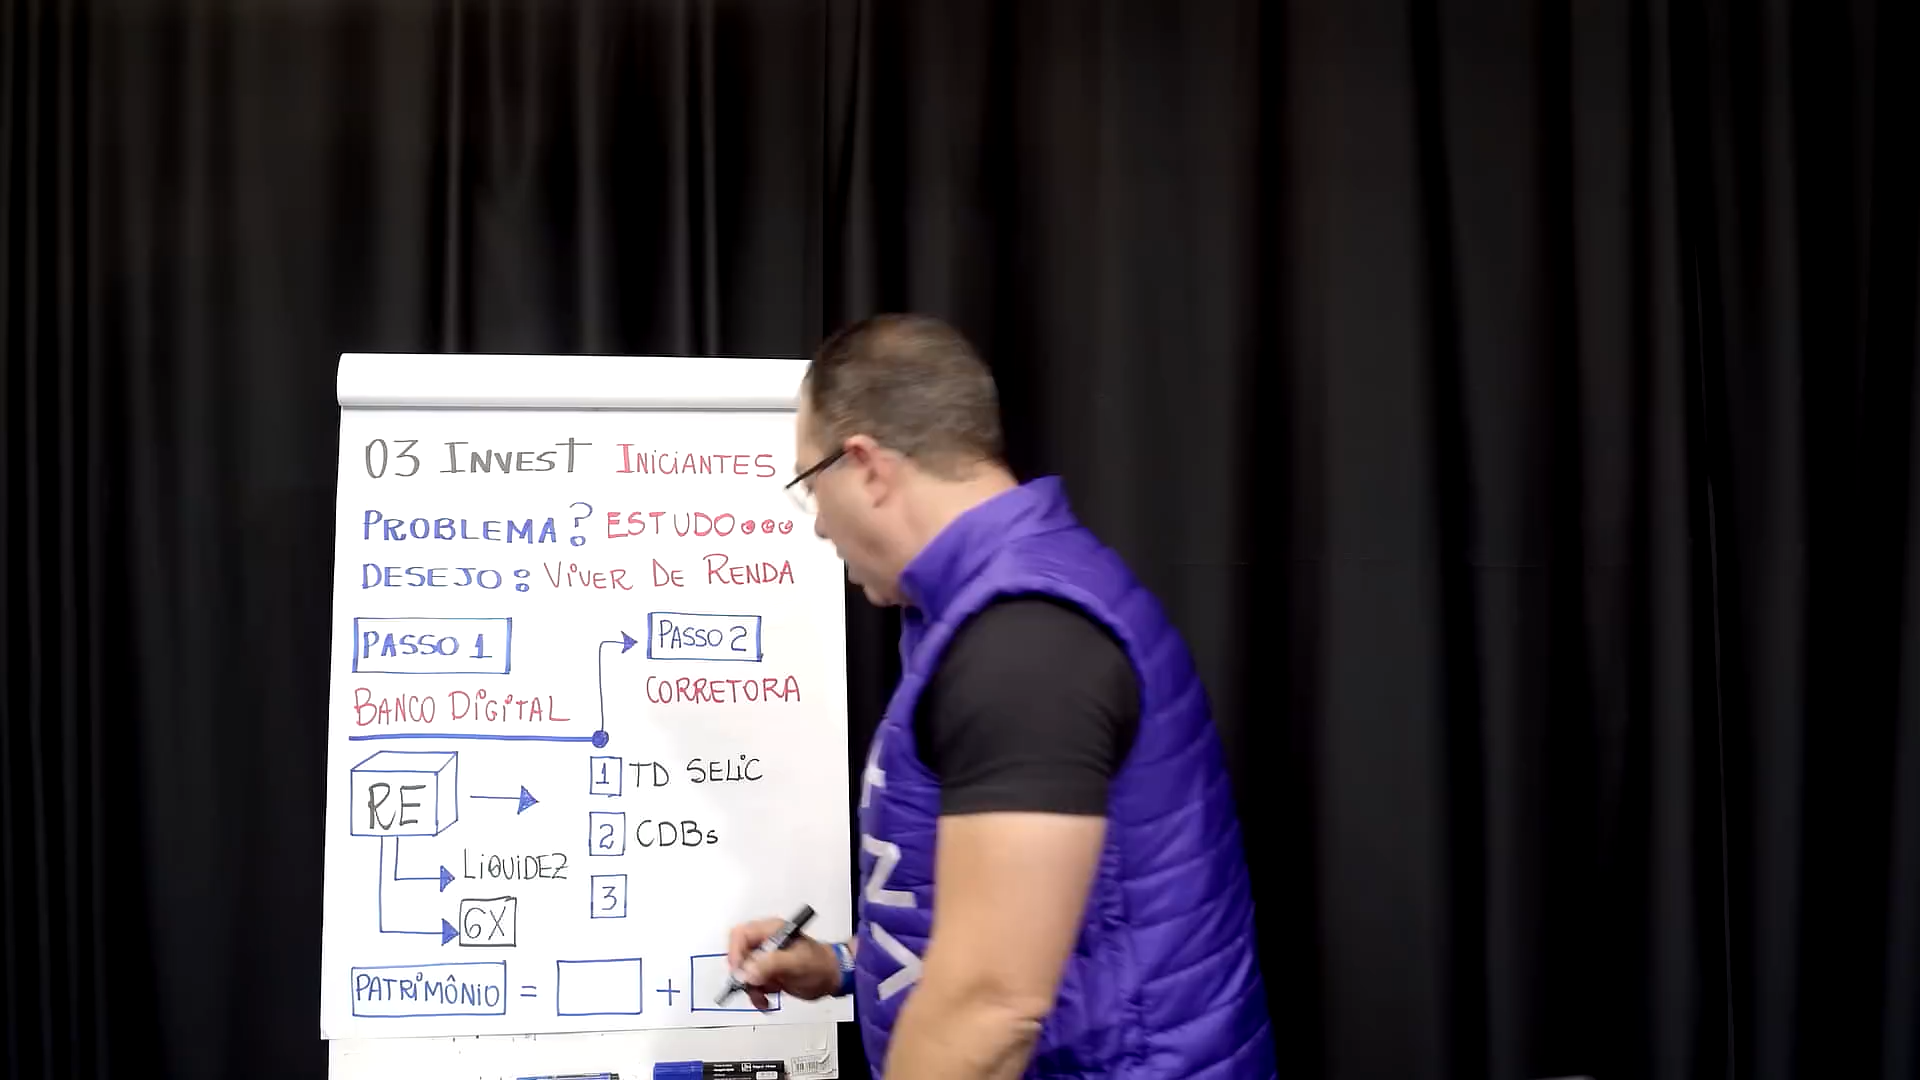 03 INVEST INICIANTES
PROBLEMA? ESTUDO...
DESEJO: VIVER DE RENDA
PASSO 1
PASSO 2
BANCO DIGITAL
CORRETORA
RE
1 TD SELIC
2 CDBs
LIQUIDEZ
3
6X
PATRIMÔNIO = +